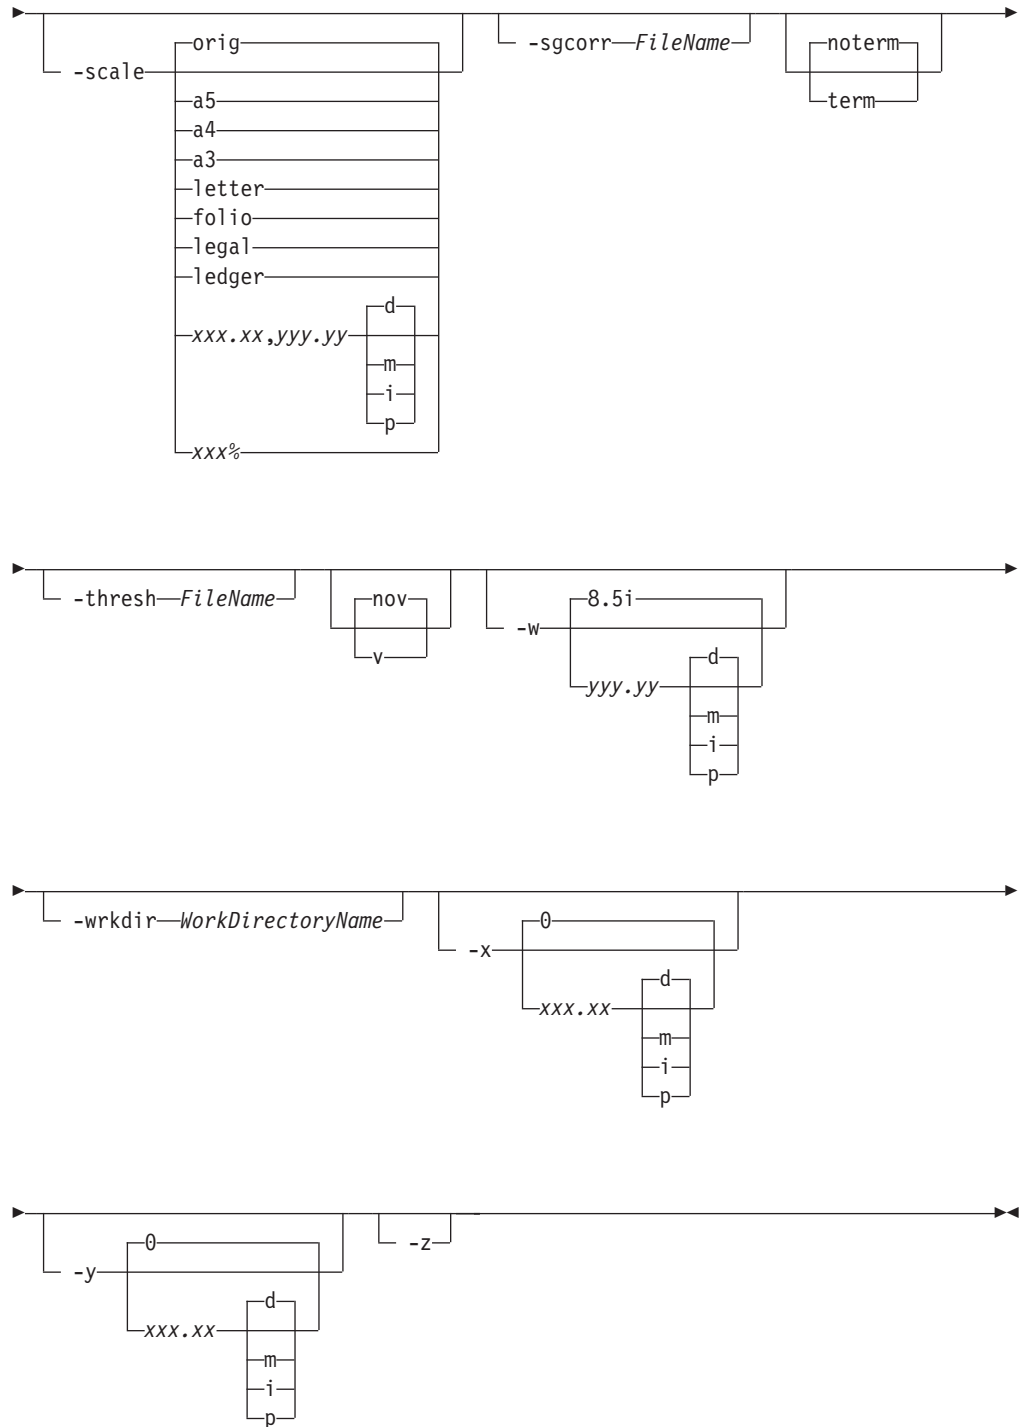 -scale
orig
a5
a4
a3
letter
folio
legal
ledger
xxx.xx,yyy.yy
d
m
i
p
xxx%
-sgcorr FileName
noterm
term
-thresh FileName
nov
v
-w
8.5i
yyy.yy
d
m
i
p
-wrkdir WorkDirectoryName
-x
0
xxx.xx
d
m
i
p
-y
0
xxx.xx
d
m
i
p
-z